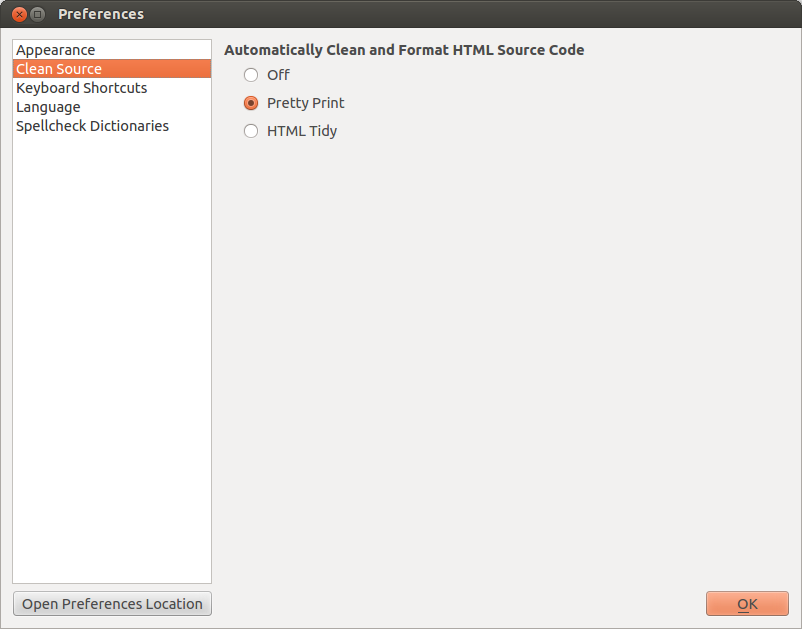 Preferences
Appearance
Clean Source
Keyboard Shortcuts
Language
Spellcheck Dictionaries
Automatically Clean and Format HTML Source Code
Off
Pretty Print
HTML Tidy
Open Preferences Location
OK